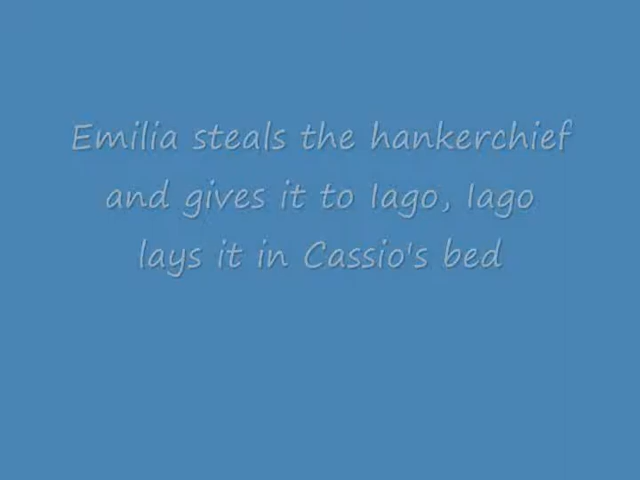 Emilia steals the hankerchief
and gives it to Iago, Iago
lays it in Cassio's bed